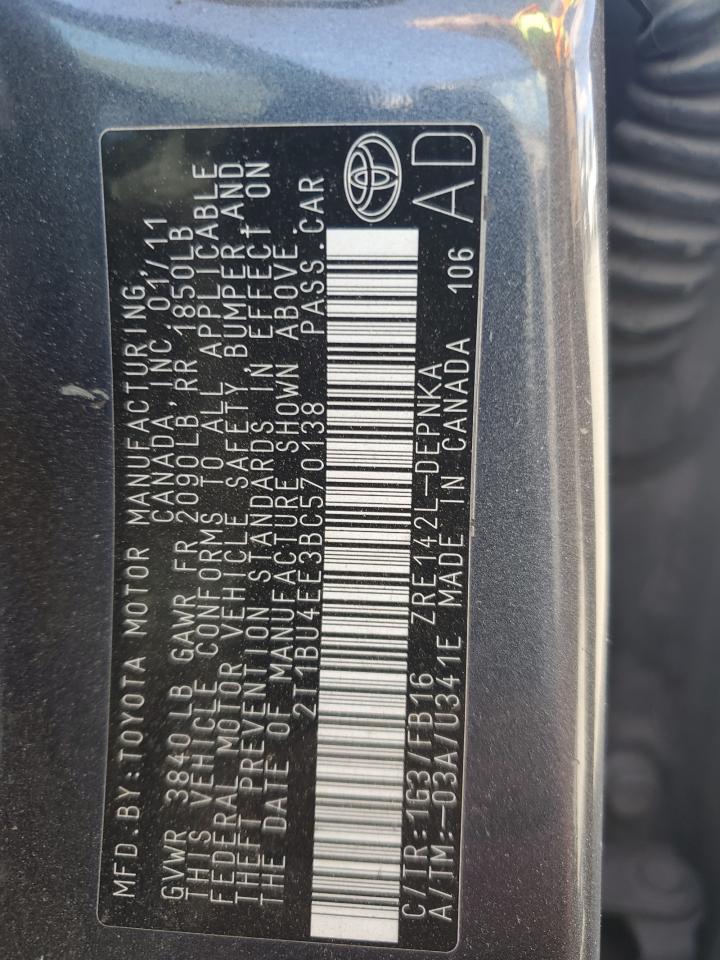 MFD.BY:TOYOTA MOTOR MANUFACTURING,
CANADA, INC. 01/11
GVWR 3840LB GAWR FR 2090LB RR 1850LB
THIS VEHICLE CONFORMS TO ALL APPLICABLE
FEDERAL MOTOR VEHICLE SAFETY, BUMPER, AND
THEFT PREVENTION STANDARDS IN EFFECT ON
THE DATE OF MANUFACTURE SHOWN ABOVE.
2T1BU4EE3BC570138 PASS.CAR
C/TR:1G3/FB16 ZRE142L-DEPNKA
A/TM:-03A/U341E MADE IN CANADA 106
AD